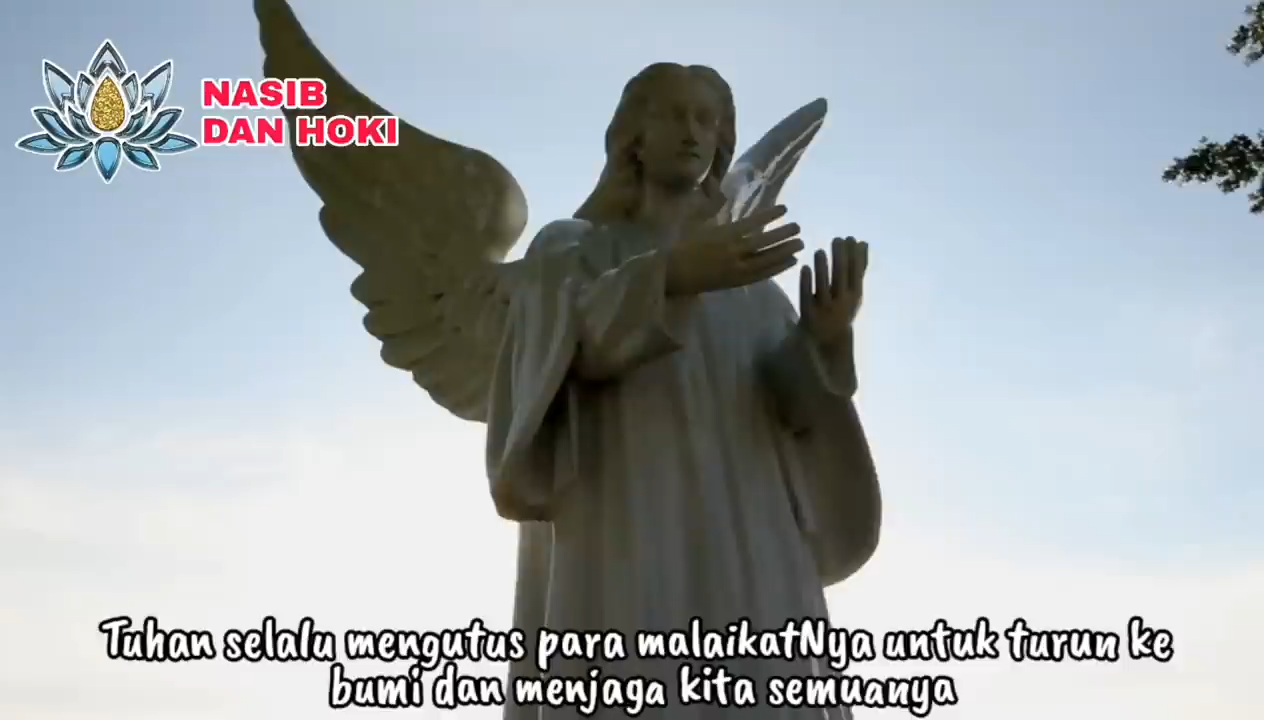 NASIB
DAN HOKI
Tuhan selalu mengutus para malaikatNya untuk turun ke
bumi dan menjaga kita semuanya